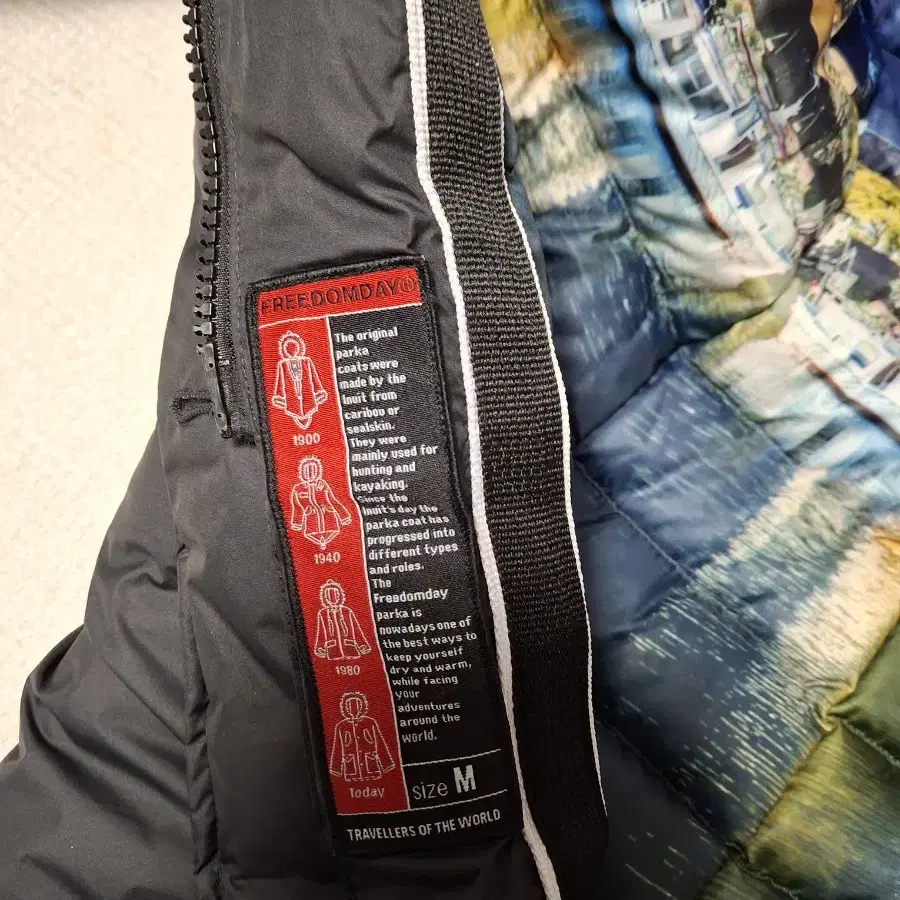 FREEDOMDAY®
The original
parka
coats were
made by the
Inuit from
caribou or
sealskin.
They were
mainly used for
hunting and
kayaking.
Since the
Inuit's day the
parka coat has
progressed into
different types
and roles.
The
Freedomday
parka is
nowadays one of
the best ways to
keep yourself
dry and warm,
while facing
your
adventures
around the
world.
1900
1940
1980
Today
size M
TRAVELLERS OF THE WORLD